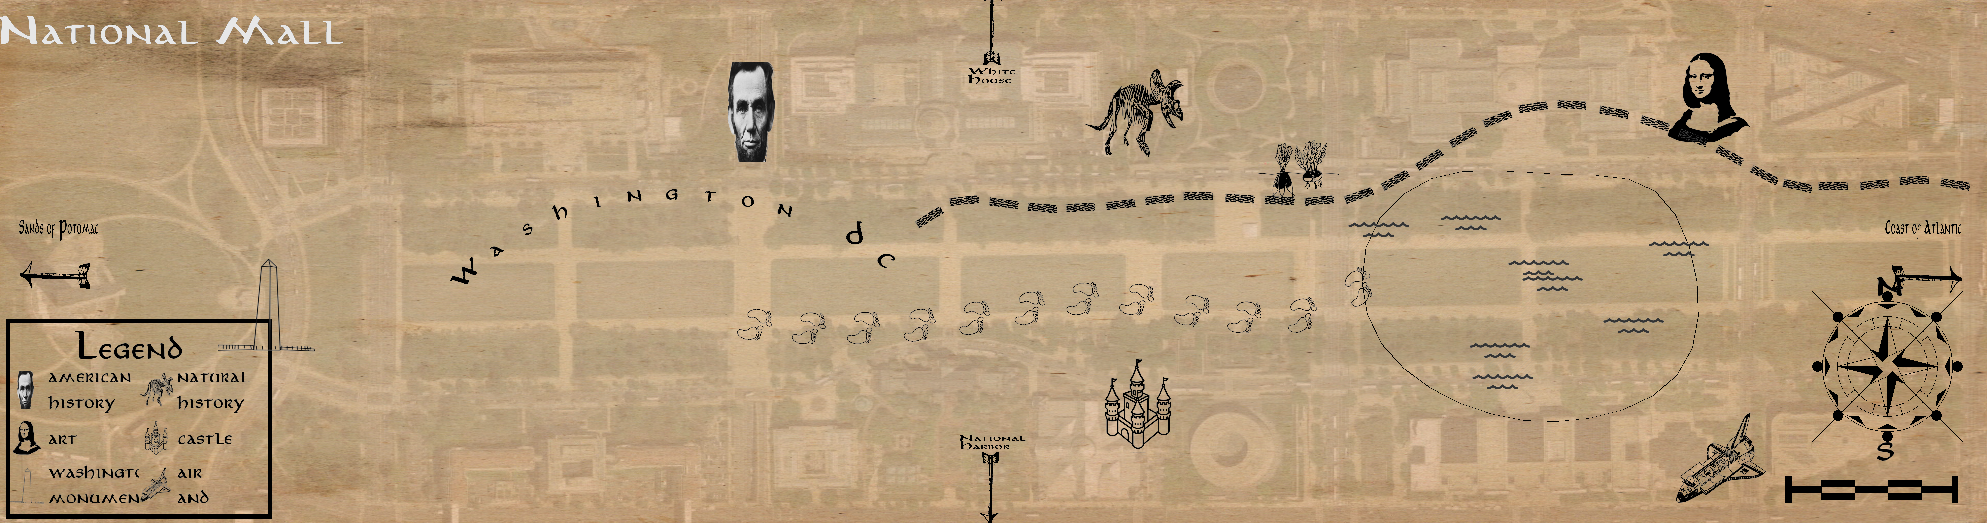 National Mall
White
House
Washington
DC
Sands of Potomac
Coast of Atlantic
N
Legend
American
History
Natural
History
Art
Castle
Washingt
Monumen
Air
and
National
Harbor
S